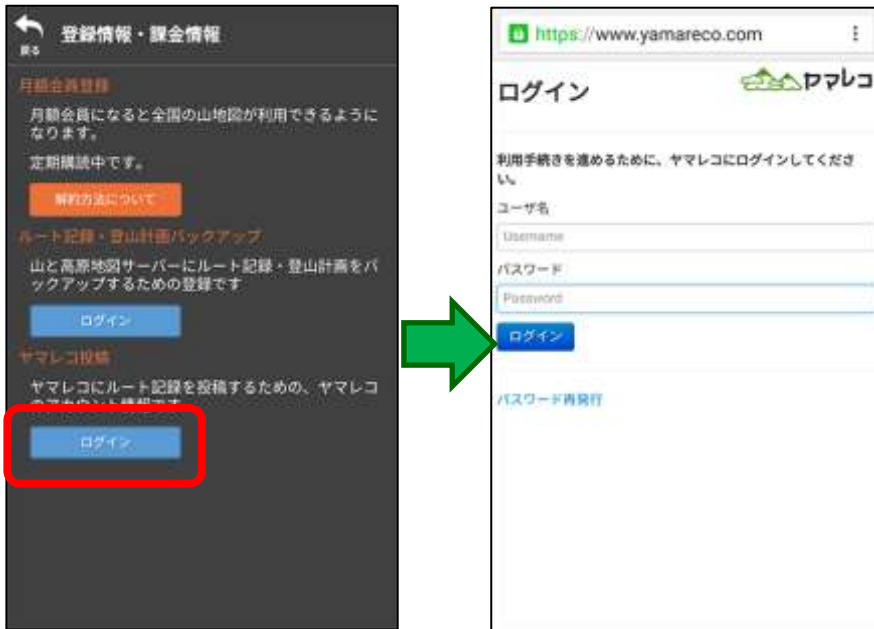 登録情報・課金情報
戻る
月額会員登録
月額会員になると全国の山地図が利用できるように
なります。
定期購読中です。
解約方法について
ルート記録・登山計画バックアップ
山と高原地図サーバーにルート記録・登山計画をバ
ックアップするための登録です
ログイン
ヤマレコ投稿
ヤマレコにルート記録を投稿するための、ヤマレコ
のアカウント情報です
ログイン
https://www.yamareco.com
ログイン
ヤマレコ
利用手続きを進めるために、ヤマレコにログインしてくださ
い。
ユーザ名
Username
パスワード
Password
ログイン
パスワード再発行